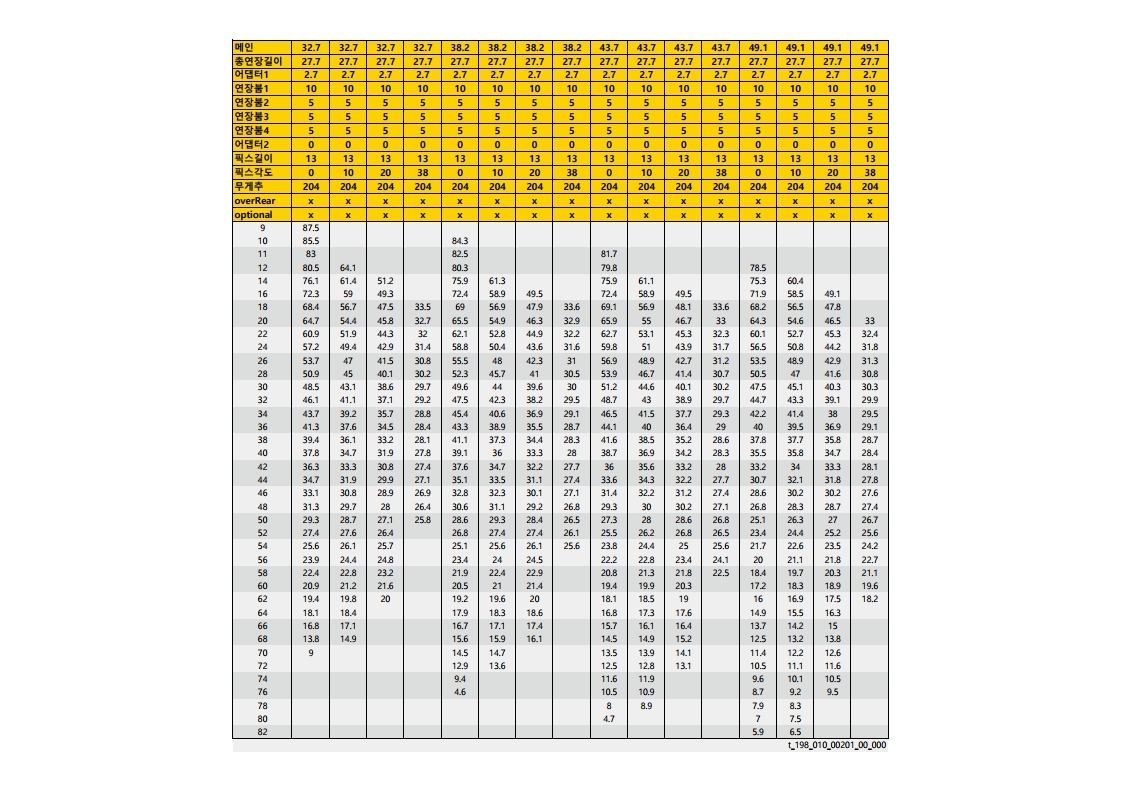 메인 32.7 32.7 32.7 32.7 38.2 38.2 38.2 38.2 43.7 43.7 43.7 43.7 49.1 49.1 49.1 49.1
총연장길이 27.7 27.7 27.7 27.7 27.7 27.7 27.7 27.7 27.7 27.7 27.7 27.7 27.7 27.7 27.7 27.7
어댑터1 2.7 2.7 2.7 2.7 2.7 2.7 2.7 2.7 2.7 2.7 2.7 2.7 2.7 2.7 2.7 2.7
연장붐1 10 10 10 10 10 10 10 10 10 10 10 10 10 10 10 10
연장붐2 5 5 5 5 5 5 5 5 5 5 5 5 5 5 5 5
연장붐3 5 5 5 5 5 5 5 5 5 5 5 5 5 5 5 5
연장붐4 5 5 5 5 5 5 5 5 5 5 5 5 5 5 5 5
어댑터2 0 0 0 0 0 0 0 0 0 0 0 0 0 0 0 0
픽스길이 13 13 13 13 13 13 13 13 13 13 13 13 13 13 13 13
픽스각도 0 10 20 38 0 10 20 38 0 10 20 38 0 10 20 38
무게추 204 204 204 204 204 204 204 204 204 204 204 204 204 204 204 204
overRear x x x x x x x x x x x x x x x x
optional x x x x x x x x x x x x x x x x
9 87.5
10 85.5 84.3
11 83 82.5 81.7
12 80.5 64.1 80.3 79.8 78.5
14 76.1 61.4 51.2 75.9 61.3 75.9 61.1 75.3 60.4
16 72.3 59 49.3 72.4 58.9 49.5 72.4 58.9 49.5 71.9 58.5 49.1
18 68.4 56.7 47.5 33.5 69 56.9 47.9 33.6 69.1 56.9 48.1 33.6 68.2 56.5 47.8
20 64.7 54.4 45.8 32.7 65.5 54.9 46.3 32.9 65.9 55 46.7 33 64.3 54.6 46.5 33
22 60.9 51.9 44.3 32 62.1 52.8 44.9 32.2 62.7 53.1 45.3 32.3 60.1 52.7 45.3 32.4
24 57.2 49.4 42.9 31.4 58.8 50.4 43.6 31.6 59.8 51 43.9 31.7 56.5 50.8 44.2 31.8
26 53.7 47 41.5 30.8 55.5 48 42.3 31 56.9 48.9 42.7 31.2 53.5 48.9 42.9 31.3
28 50.9 45 40.1 30.2 52.3 45.7 41 30.5 53.9 46.7 41.4 30.7 50.5 47 41.6 30.8
30 48.5 43.1 38.6 29.7 49.6 44 39.6 30 51.2 44.6 40.1 30.2 47.5 45.1 40.3 30.3
32 46.1 41.1 37.1 29.2 47.5 42.3 38.2 29.5 48.7 43 38.9 29.7 44.7 43.3 39.1 29.9
34 43.7 39.2 35.7 28.8 45.4 40.6 36.9 29.1 46.5 41.5 37.7 29.3 42.2 41.4 38 29.5
36 41.3 37.6 34.5 28.4 43.3 38.9 35.5 28.7 44.1 40 36.4 29 40 39.5 36.9 29.1
38 39.4 36.1 33.2 28.1 41.1 37.3 34.4 28.3 41.6 38.5 35.2 28.6 37.8 37.7 35.8 28.7
40 37.8 34.7 31.9 27.8 39.1 36 33.3 28 38.7 36.9 34.2 28.3 35.5 35.8 34.7 28.4
42 36.3 33.3 30.8 27.4 37.6 34.7 32.2 27.7 36 35.6 33.2 28 33.2 34 33.3 28.1
44 34.7 31.9 29.9 27.1 35.1 33.5 31.1 27.4 33.6 34.3 32.2 27.7 30.7 32.1 31.8 27.8
46 33.1 30.8 28.9 26.9 32.8 32.3 30.1 27.1 31.4 32.2 31.2 27.4 28.6 30.2 30.2 27.6
48 31.3 29.7 28 26.4 30.6 31.1 29.2 26.8 29.3 30 30.2 27.1 26.8 28.3 28.7 27.4
50 29.3 28.7 27.1 25.8 28.6 29.3 28.4 26.5 27.3 28 28.6 26.8 25.1 26.3 27 26.7
52 27.4 27.6 26.4 26.8 27.4 27.4 26.1 25.5 26.2 26.8 26.5 23.4 24.4 25.2 25.6
54 25.6 26.1 25.7 25.1 25.6 26.1 25.6 23.8 24.4 25 25.6 21.7 22.6 23.5 24.2
56 23.9 24.4 24.8 23.4 24 24.5 22.2 22.8 23.4 24.1 20 21.1 21.8 22.7
58 22.4 22.8 23.2 21.9 22.4 22.9 20.8 21.3 21.8 22.5 18.4 19.7 20.3 21.1
60 20.9 21.2 21.6 20.5 21 21.4 19.4 19.9 20.3 17.2 18.3 18.9 19.6
62 19.4 19.8 20 19.2 19.6 20 18.1 18.5 19 16 16.9 17.5 18.2
64 18.1 18.4 17.9 18.3 18.6 16.8 17.3 17.6 14.9 15.5 16.3
66 16.8 17.1 16.7 17.1 17.4 15.7 16.1 16.4 13.7 14.2 15
68 13.8 14.9 15.6 15.9 16.1 14.5 14.9 15.2 12.5 13.2 13.8
70 9 14.5 14.7 13.5 13.9 14.1 11.4 12.2 12.6
72 12.9 13.6 12.5 12.8 13.1 10.5 11.1 11.6
74 9.4 11.6 11.9 9.6 10.1 10.5
76 4.6 10.5 10.9 8.7 9.2 9.5
78 8 8.9 7.9 8.3
80 4.7 7 7.5
82 5.9 6.5
t_198_010_00201_00_000